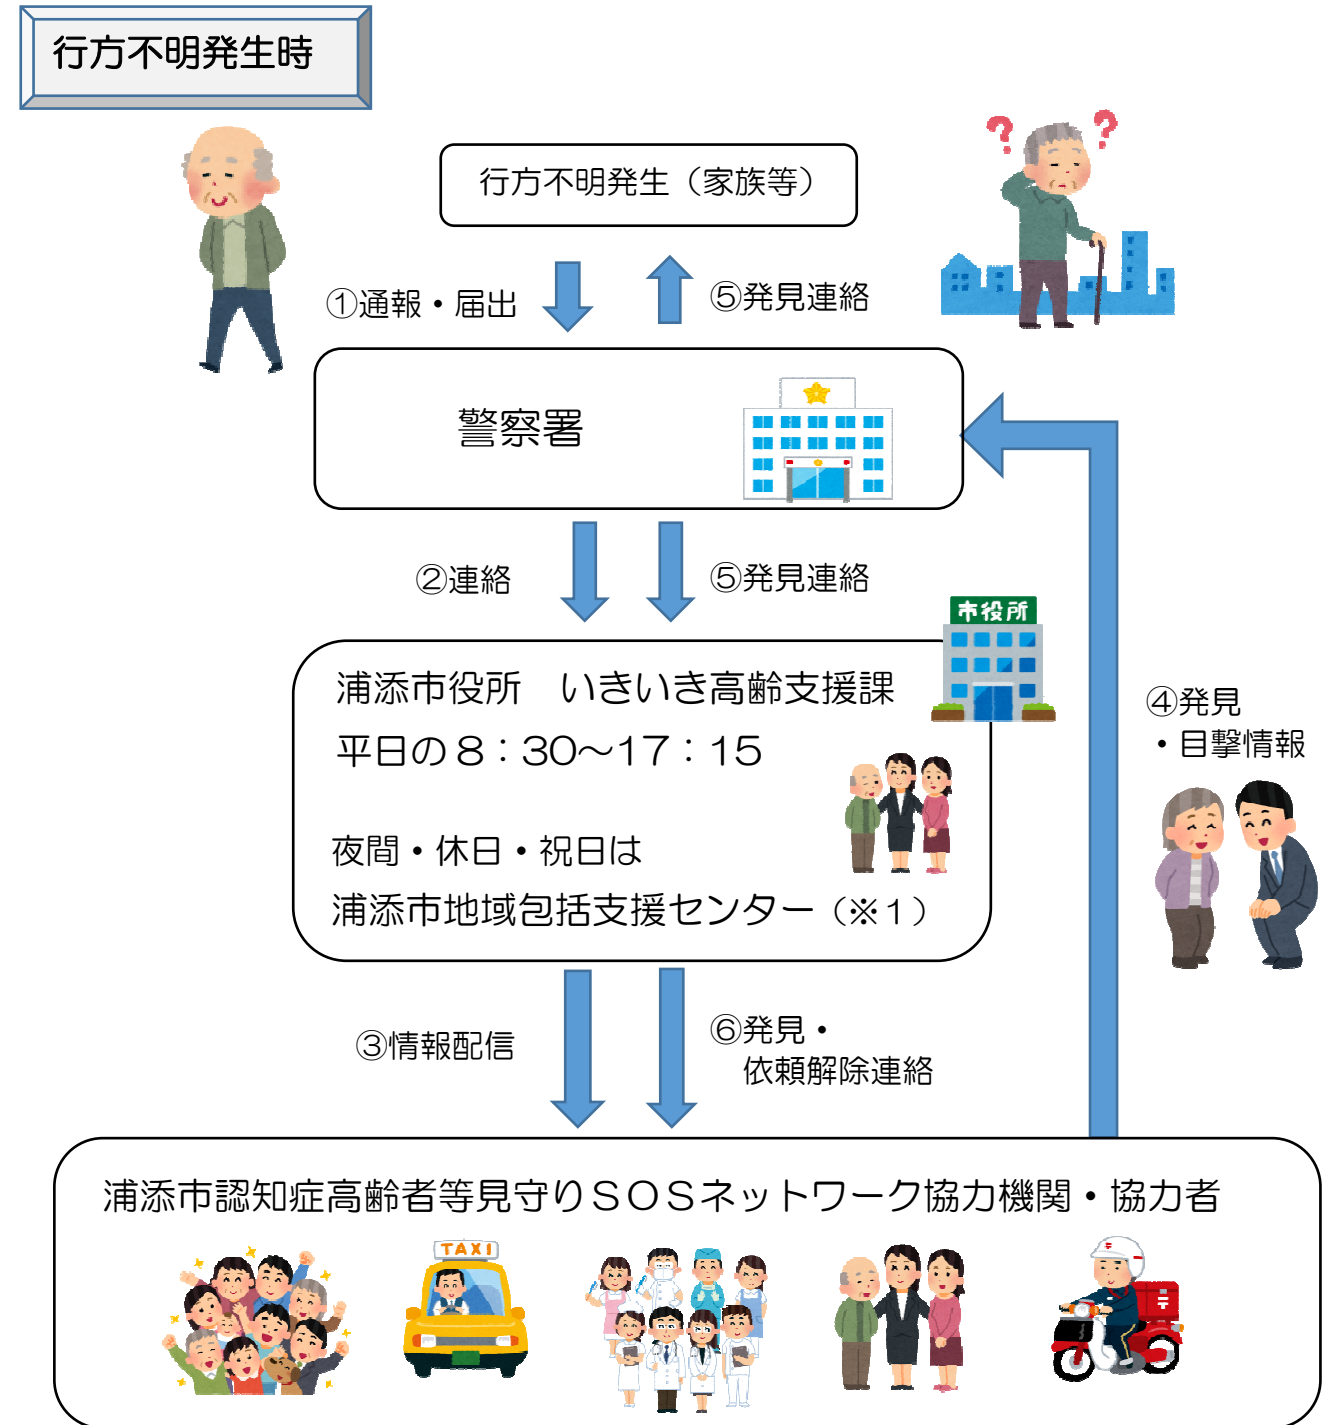 行方不明発生時
行方不明発生（家族等）
①通報・届出
⑤発見連絡
警察署
②連絡
⑤発見連絡
市役所
浦添市役所　いきいき高齢支援課
平日の８：30～17：15
夜間・休日・祝日は
浦添市地域包括支援センター（※１）
④発見
・目撃情報
③情報配信
⑥発見・
依頼解除連絡
浦添市認知症高齢者等見守りＳＯＳネットワーク協力機関・協力者
TAXI